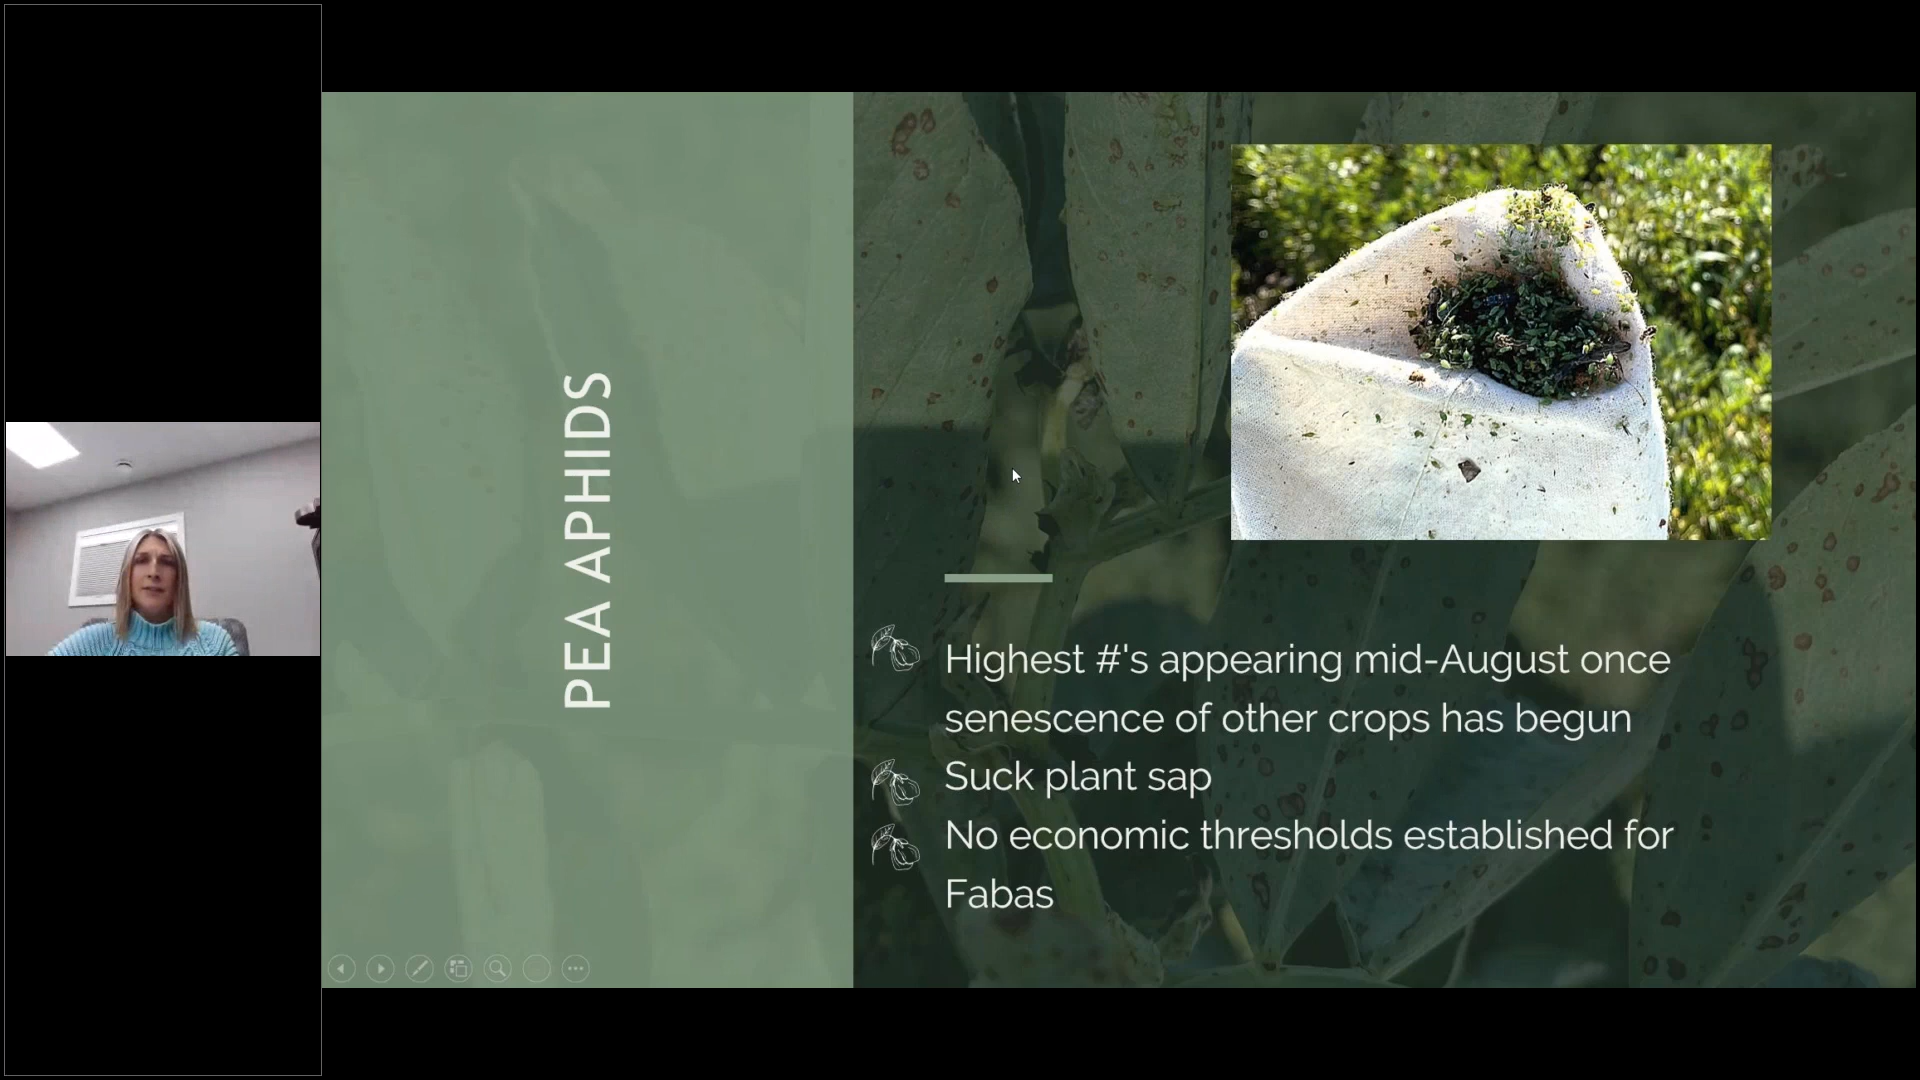 PEA APHIDS
Highest #'s appearing mid-August once
senescence of other crops has begun
Suck plant sap
No economic thresholds established for
Fabas